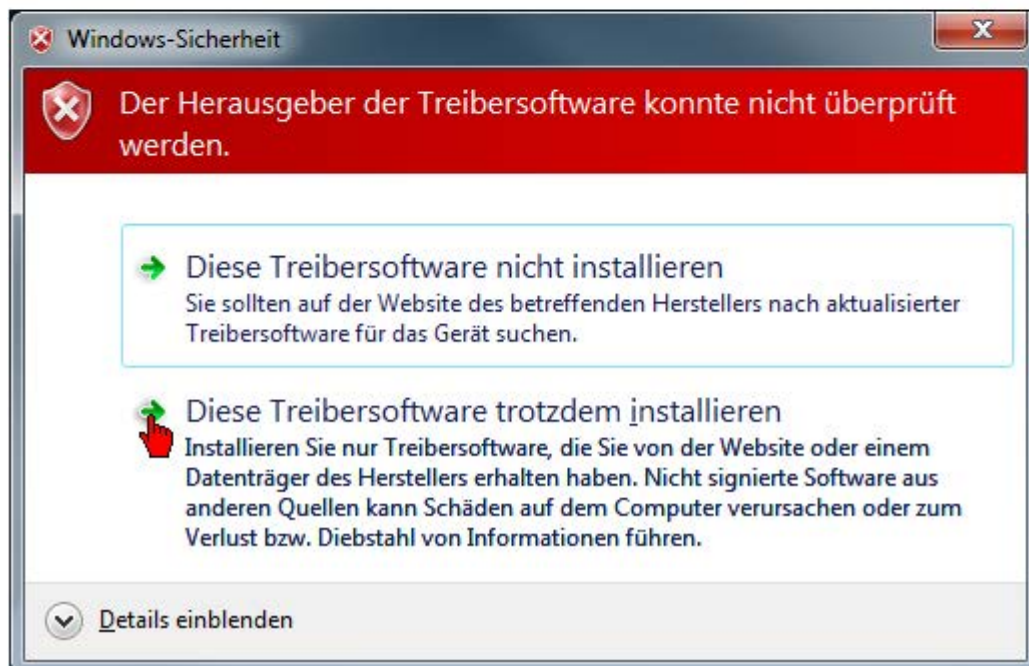 Windows-Sicherheit
Der Herausgeber der Treibersoftware konnte nicht überprüft
werden.
Diese Treibersoftware nicht installieren
Sie sollten auf der Website des betreffenden Herstellers nach aktualisierter
Treibersoftware für das Gerät suchen.
Diese Treibersoftware trotzdem installieren
Installieren Sie nur Treibersoftware, die Sie von der Website oder einem
Datenträger des Herstellers erhalten haben. Nicht signierte Software aus
anderen Quellen kann Schäden auf dem Computer verursachen oder zum
Verlust bzw. Diebstahl von Informationen führen.
Details einblenden